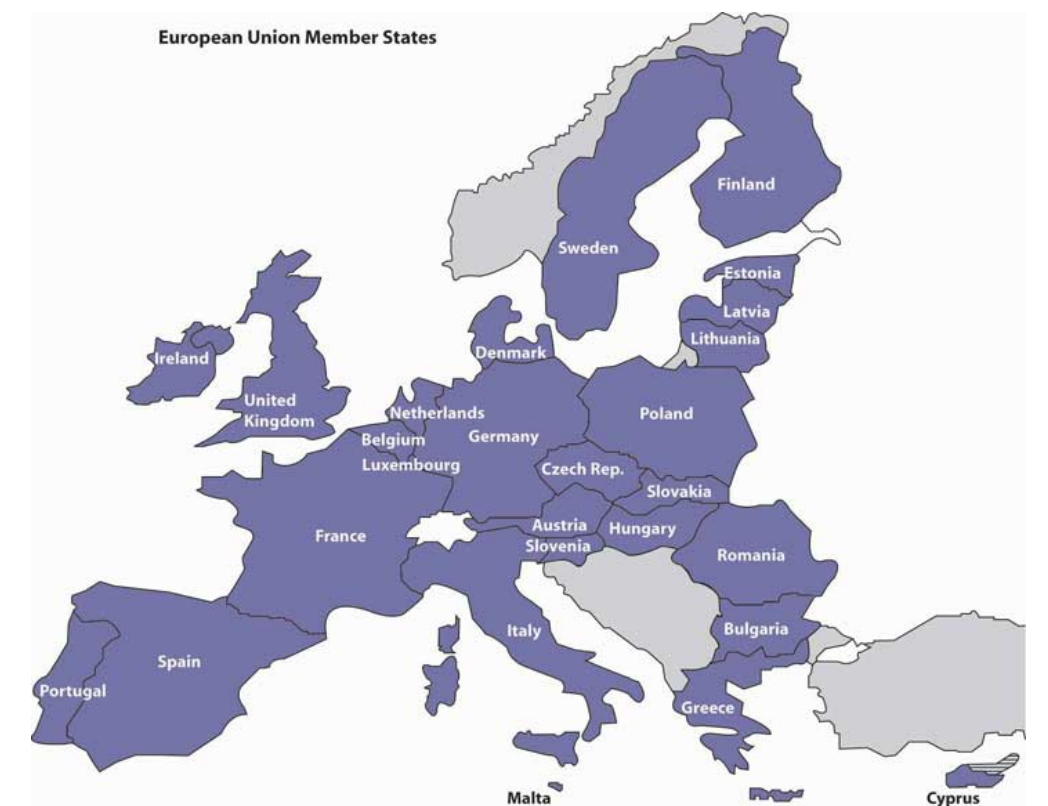 European Union Member States
Finland
Sweden
Estonia
Latvia
Lithuania
Denmark
Ireland
United
Kingdom
Netherlands
Poland
Belgium
Germany
Luxembourg
Czech Rep.
Slovakia
France
Austria
Hungary
Slovenia
Romania
Italy
Bulgaria
Spain
Portugal
Greece
Malta
Cyprus